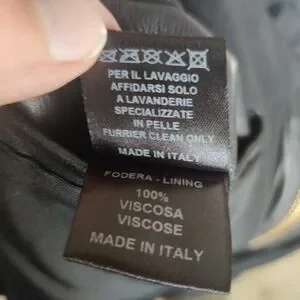 PER IL LAVAGGIO
AFFIDARSI SOLO
A LAVANDERIE
SPECIALIZZATE
IN PELLE
FURRIER CLEAN ONLY
MADE IN ITALY
FODERA - LINING
100%
VISCOSA
VISCOSE
MADE IN ITALY